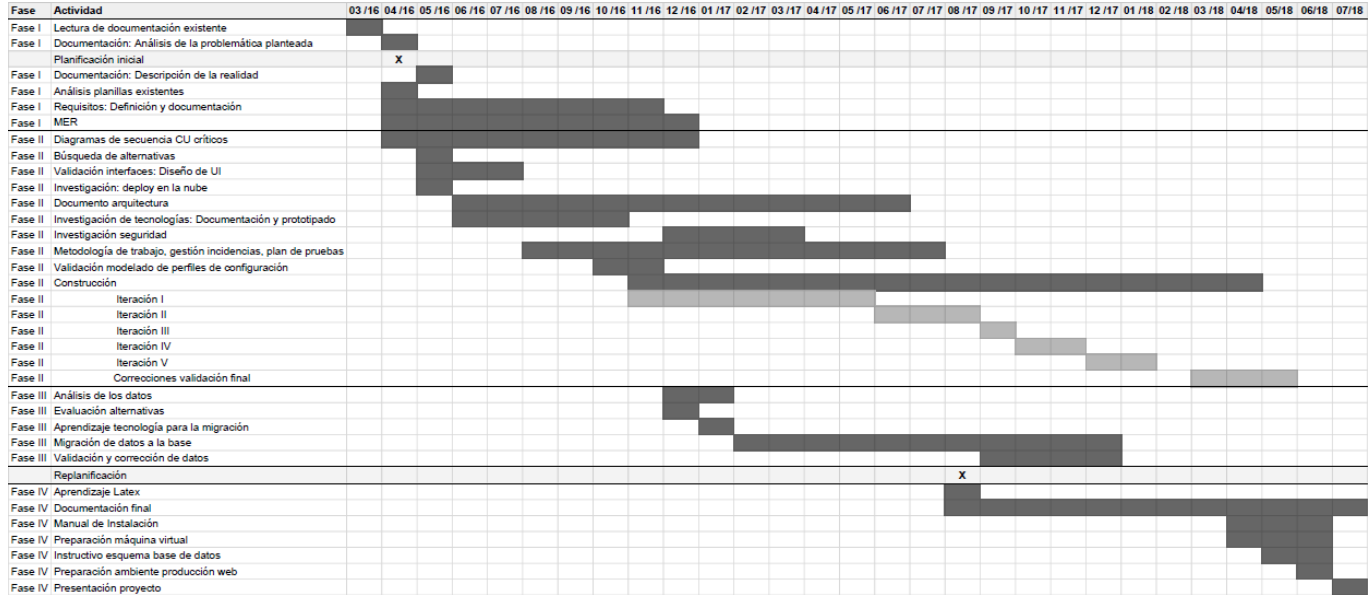 Fase Actividad 03 /16 04 /16 05 /16 06 /16 07 /16 08 /16 09 /16 10 /16 11 /16 12 /16 01 /17 02 /17 03 /17 04 /17 05 /17 06 /17 07 /17 08 /17 09 /17 10 /17 11 /17 12 /17 01 /18 02 /18 03 /18 04/18 05/18 06/18 07/18
Fase I Lectura de documentación existente
Fase I Documentación: Análisis de la problemática planteada
Planificación inicial X
Fase I Documentación: Descripción de la realidad
Fase I Análisis planillas existentes
Fase I Requisitos: Definición y documentación
Fase I MER
Fase II Diagramas de secuencia CU críticos
Fase II Búsqueda de alternativas
Fase II Validación interfaces: Diseño de UI
Fase II Investigación: deploy en la nube
Fase II Documento arquitectura
Fase II Investigación de tecnologías: Documentación y prototipado
Fase II Investigación seguridad
Fase II Metodología de trabajo, gestión incidencias, plan de pruebas
Fase II Validación modelado de perfiles de configuración
Fase II Construcción
Fase II Iteración I
Fase II Iteración II
Fase II Iteración III
Fase II Iteración IV
Fase II Iteración V
Fase II Correcciones validación final
Fase III Análisis de los datos
Fase III Evaluación alternativas
Fase III Aprendizaje tecnología para la migración
Fase III Migración de datos a la base
Fase III Validación y corrección de datos
Replanificación X
Fase IV Aprendizaje Latex
Fase IV Documentación final
Fase IV Manual de Instalación
Fase IV Preparación máquina virtual
Fase IV Instructivo esquema base de datos
Fase IV Preparación ambiente producción web
Fase IV Presentación proyecto